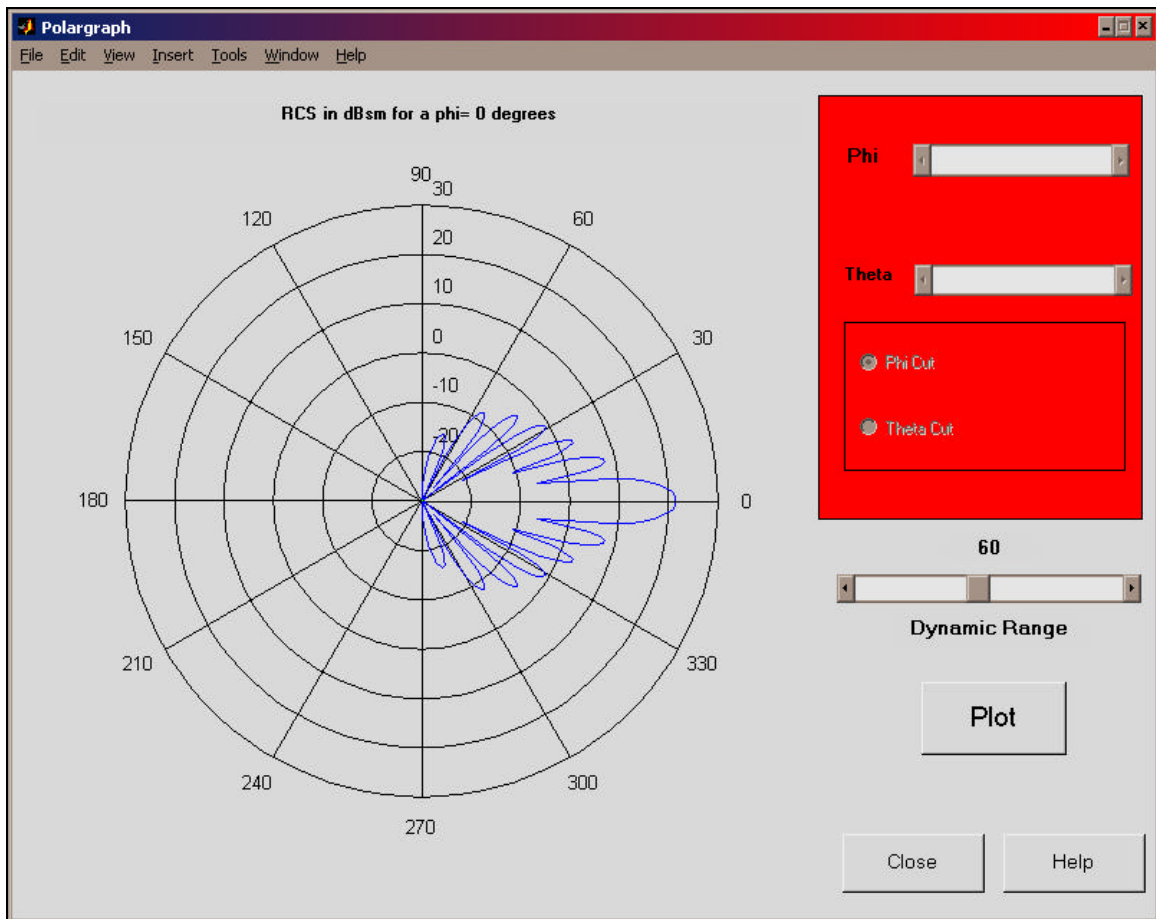 Polargraph
File Edit View Insert Tools Window Help
RCS in dBsm for a phi= 0 degrees
90
30
120
60
20
10
150
0
30
-10
-20
180
0
210
330
240
300
270
Phi
Theta
Phi Cut
Theta Cut
60
Dynamic Range
Plot
Close
Help